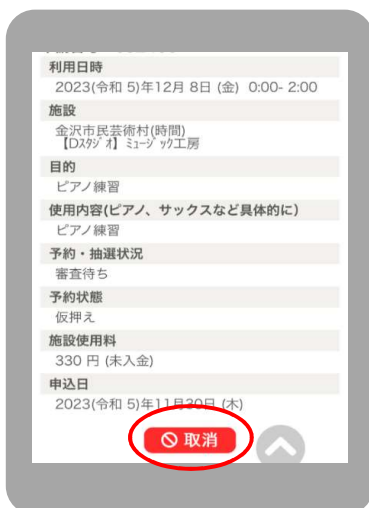 利用日時
2023(令和 5)年12月 8日 (金) 0:00- 2:00
施設
金沢市民芸術村(時間)
【Dｽﾀｼﾞｵ】ﾐｭｰｼﾞｯｸ工房
目的
ピアノ練習
使用内容(ピアノ、サックスなど具体的に)
ピアノ練習
予約・抽選状況
審査待ち
予約状態
仮押え
施設使用料
330 円 (未入金)
申込日
2023(令和 5)年11月30日 (木)
取消